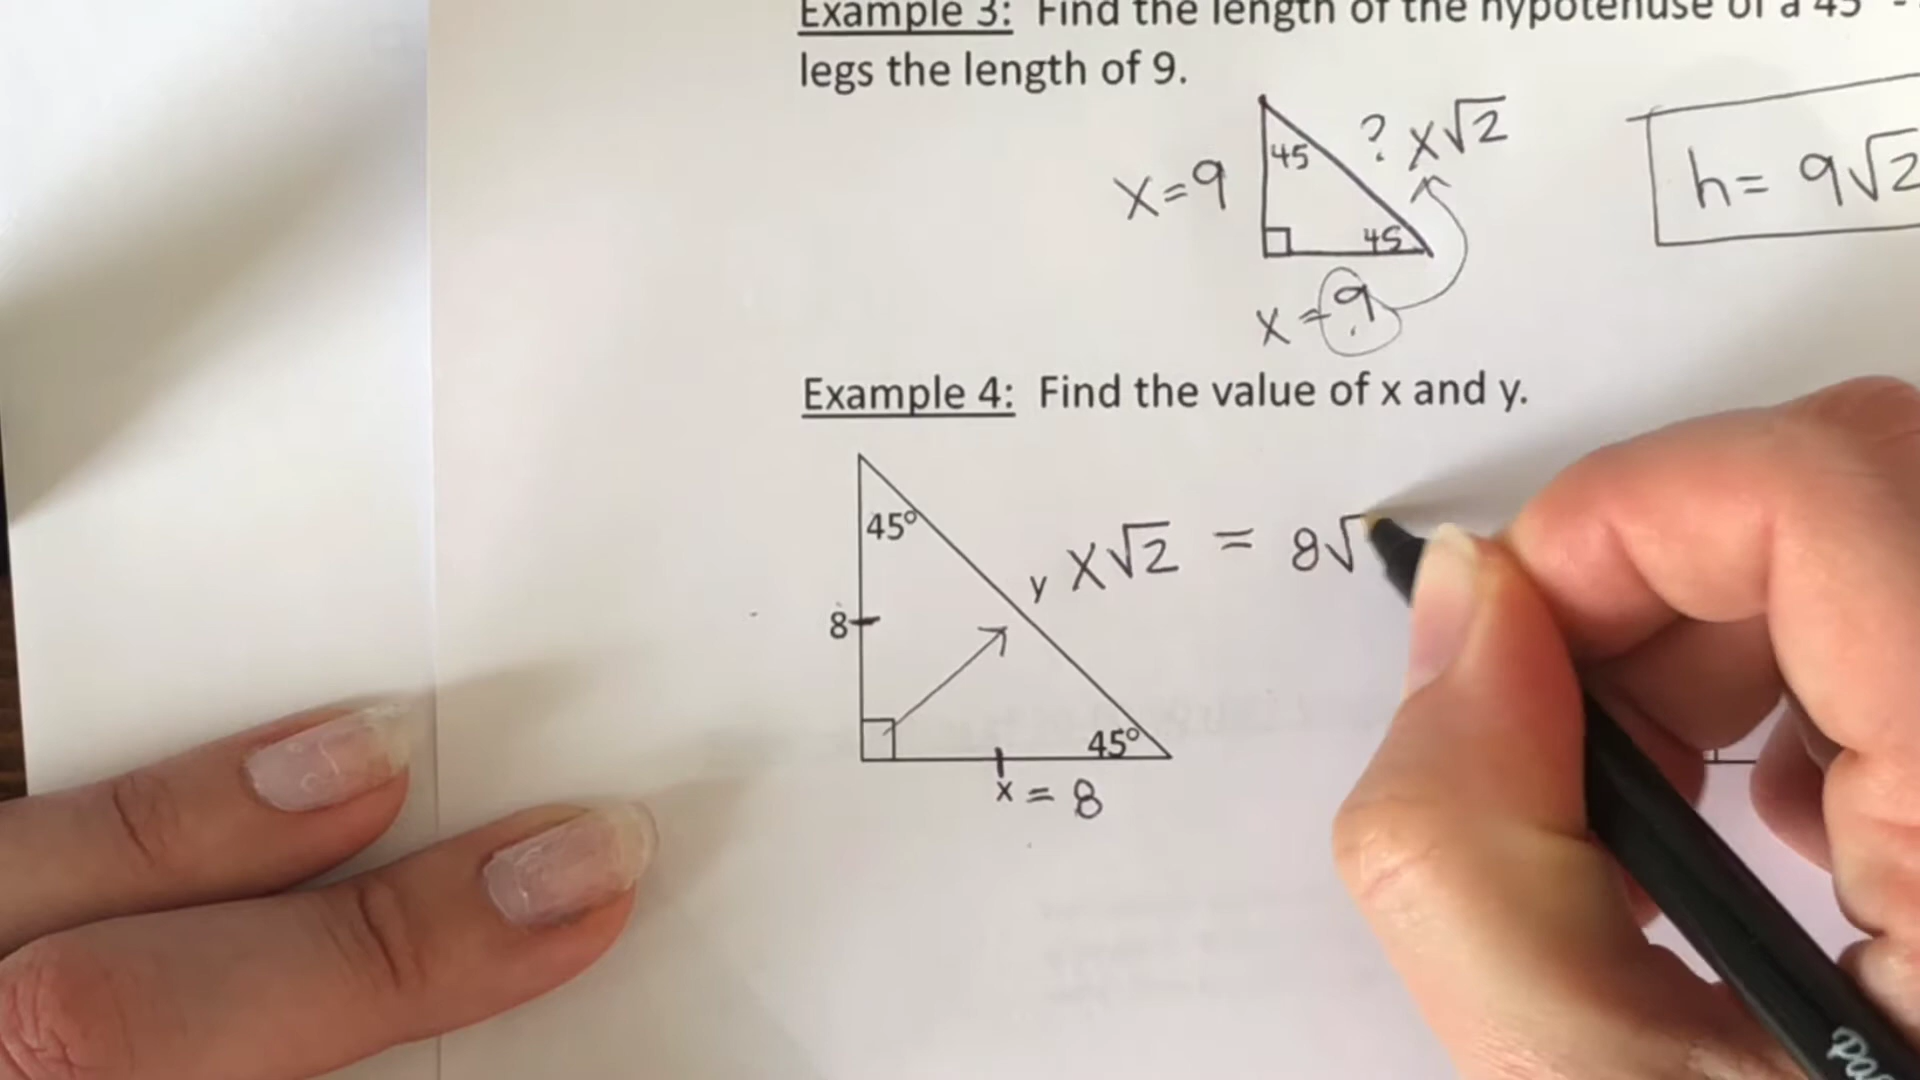 Example 3: Find the length of the hypotenuse of a 45° -
legs the length of 9.
45
? x√2
x=9
45
x=9
h= 9√2
Example 4: Find the value of x and y.
45°
y x√2 = 8√
8
45°
x = 8